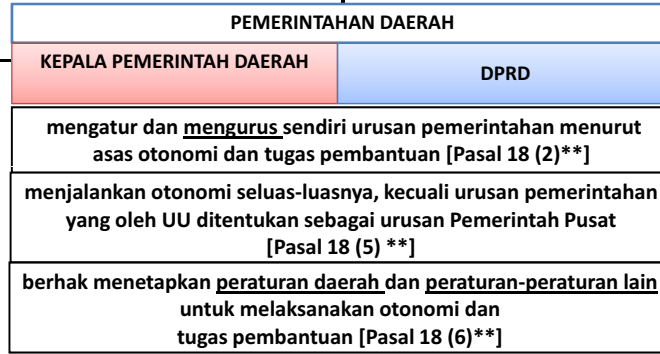 PEMERINTAHAN DAERAH
KEPALA PEMERINTAH DAERAH
DPRD
mengatur dan mengurus sendiri urusan pemerintahan menurut
asas otonomi dan tugas pembantuan [Pasal 18 (2)**]
menjalankan otonomi seluas-luasnya, kecuali urusan pemerintahan
yang oleh UU ditentukan sebagai urusan Pemerintah Pusat
[Pasal 18 (5) **]
berhak menetapkan peraturan daerah dan peraturan-peraturan lain
untuk melaksanakan otonomi dan
tugas pembantuan [Pasal 18 (6)**]